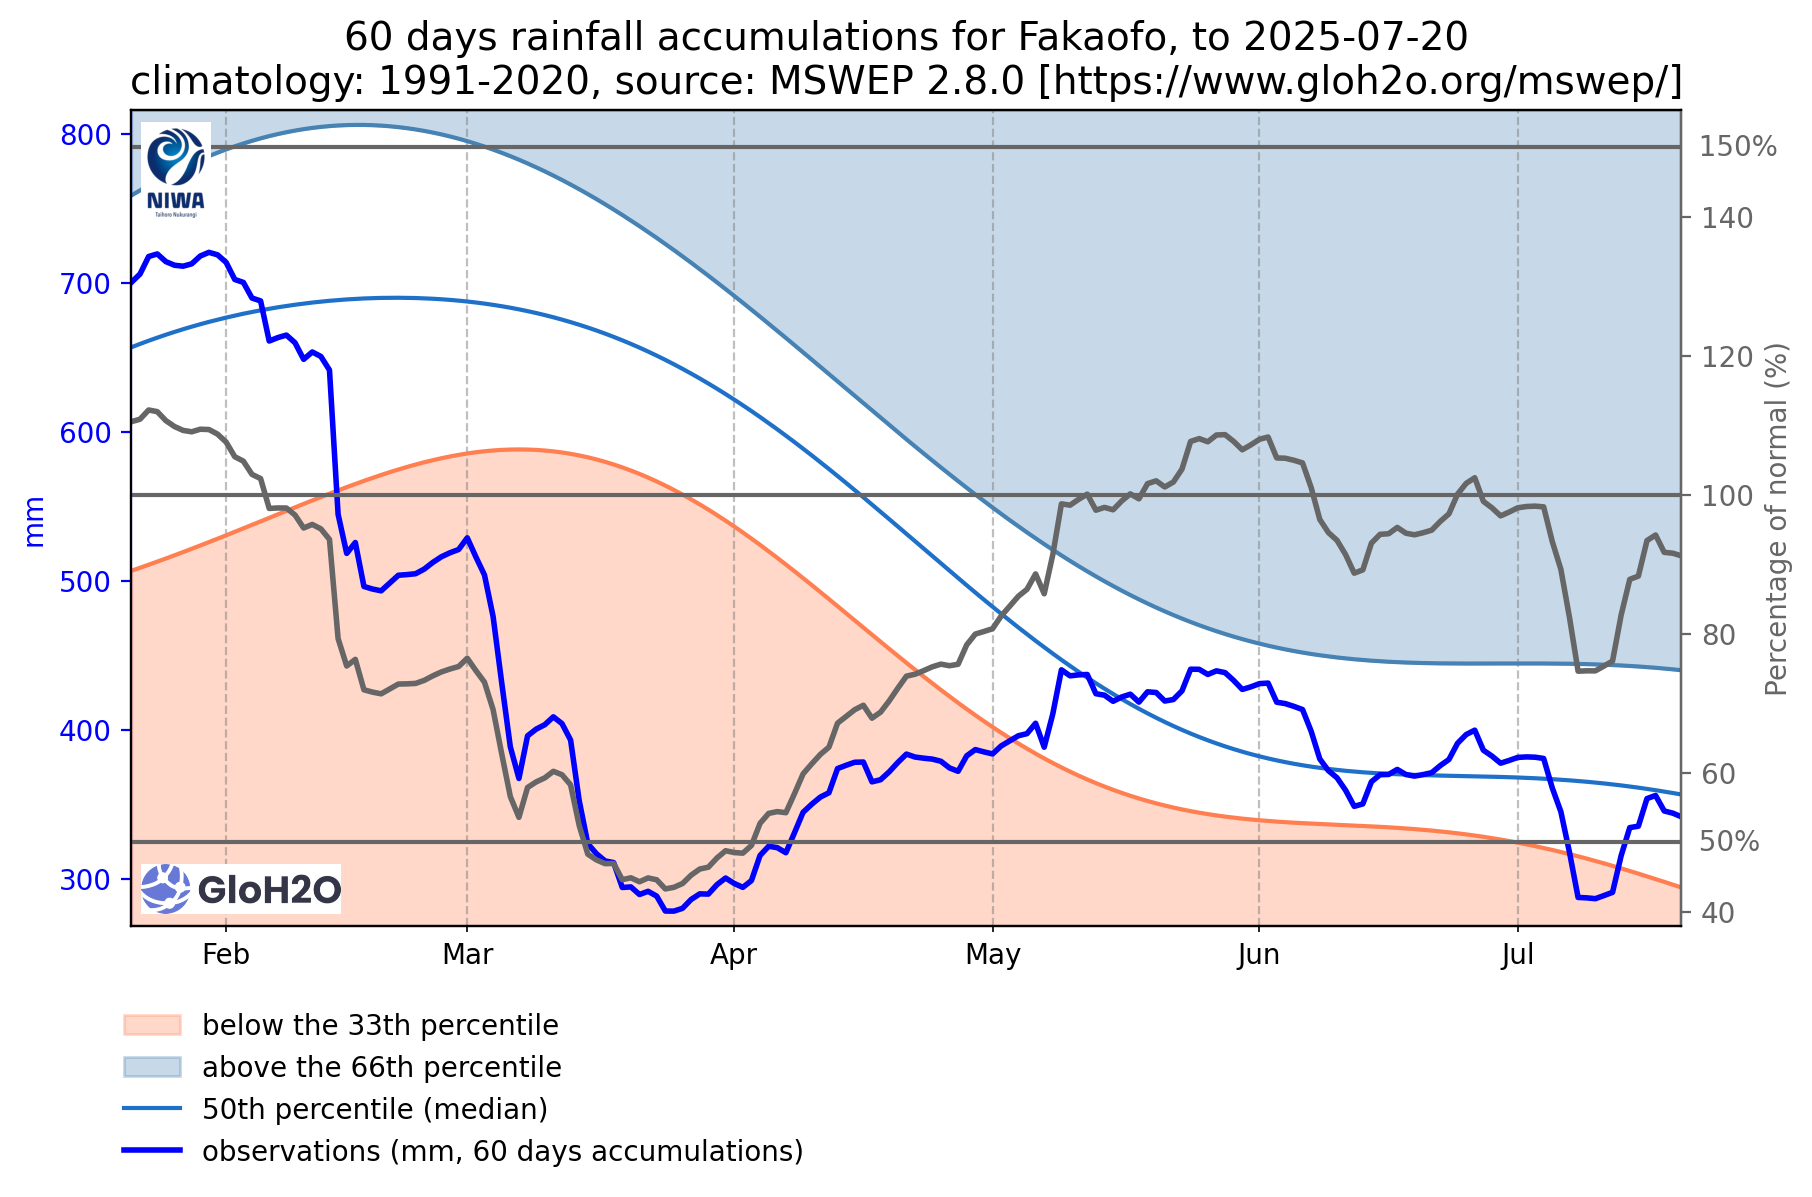 60 days rainfall accumulations for Fakaofo, to 2025-07-20
climatology: 1991-2020, source: MSWEP 2.8.0 [https://www.gloh2o.org/mswep/]
NIWA
Taihoro Nukurangi
800
700
600
500
400
300
mm
150%
140
120
100
80
60
50%
40
Percentage of normal (%)
GloH2O
Feb
Mar
Apr
May
Jun
Jul
below the 33th percentile
above the 66th percentile
50th percentile (median)
observations (mm, 60 days accumulations)